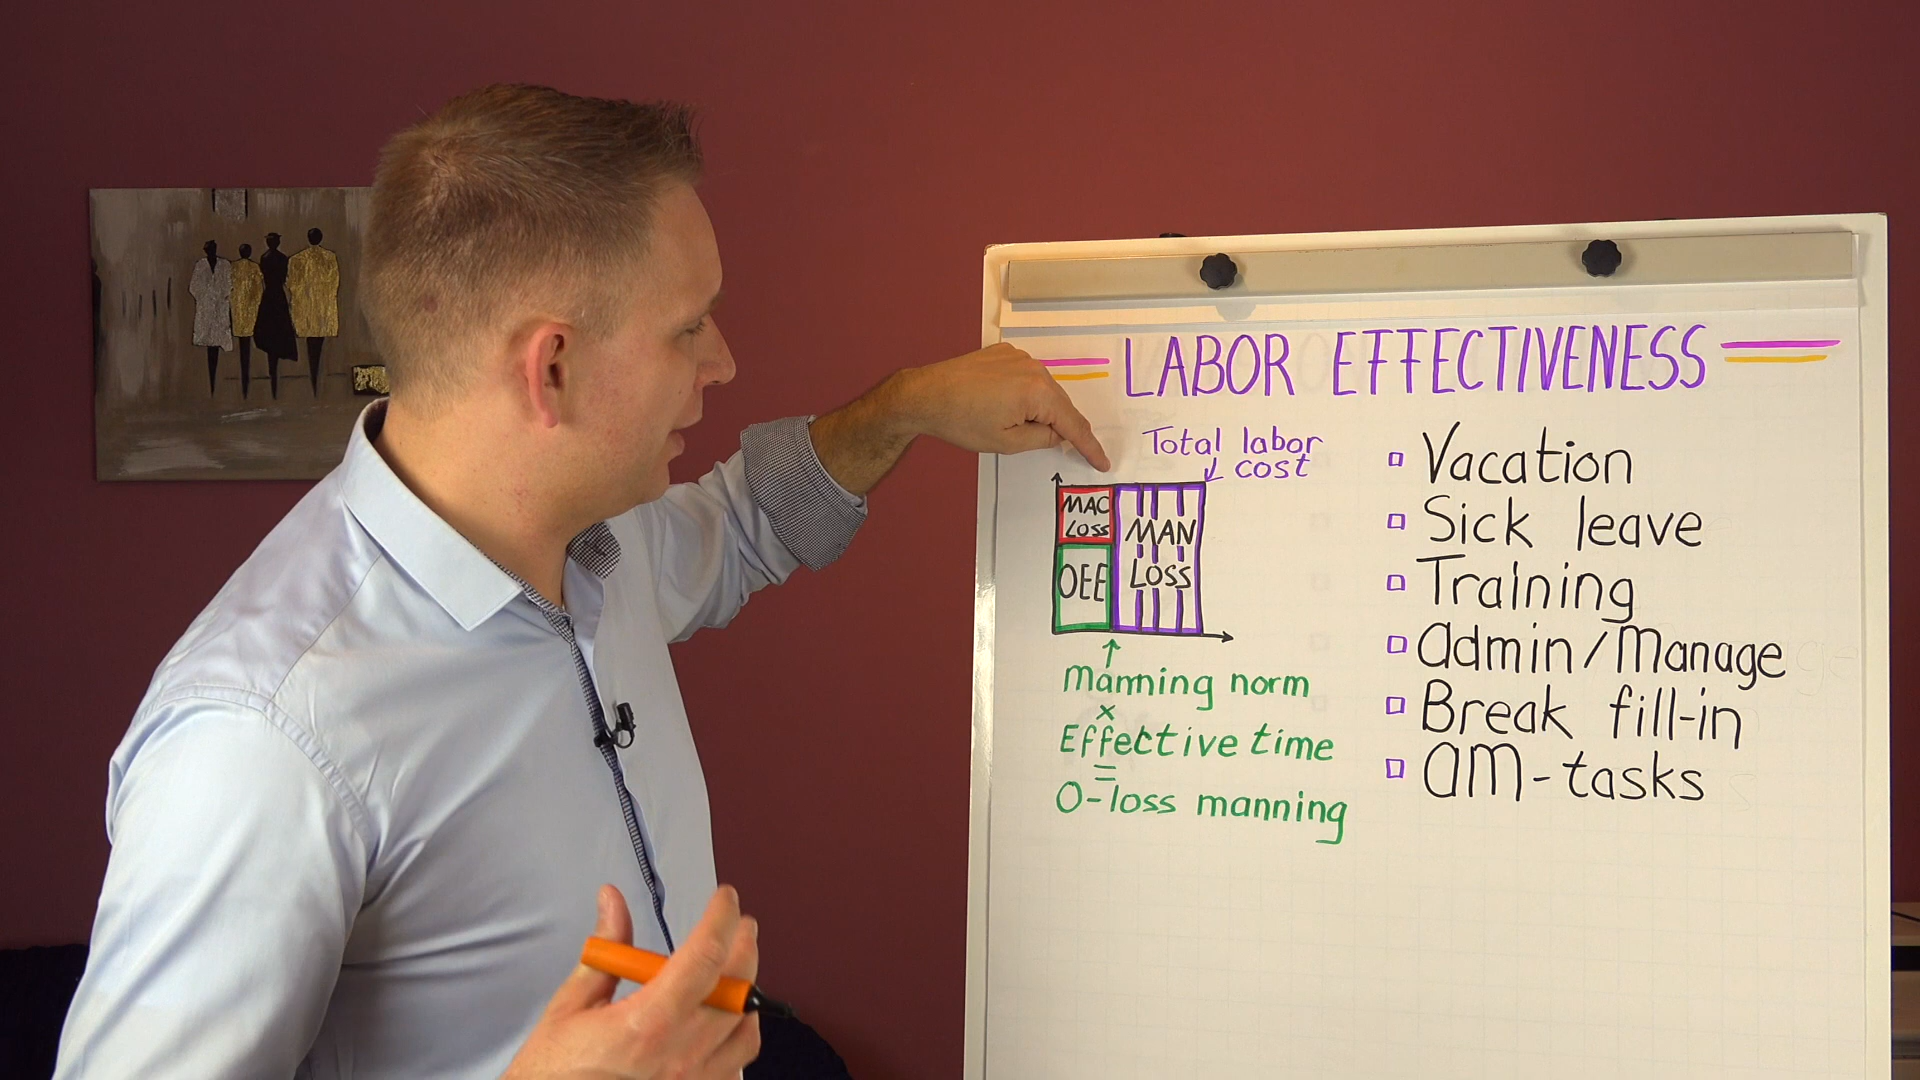 LABOR EFFECTIVENESS
Total labor
↓ cost
MAC
LOSS
OEE
MAN
LOSS
↑
Manning norm
x
Effective time
=
0-loss manning
Vacation
Sick leave
Training
Admin/Manage
Break fill-in
AM-tasks